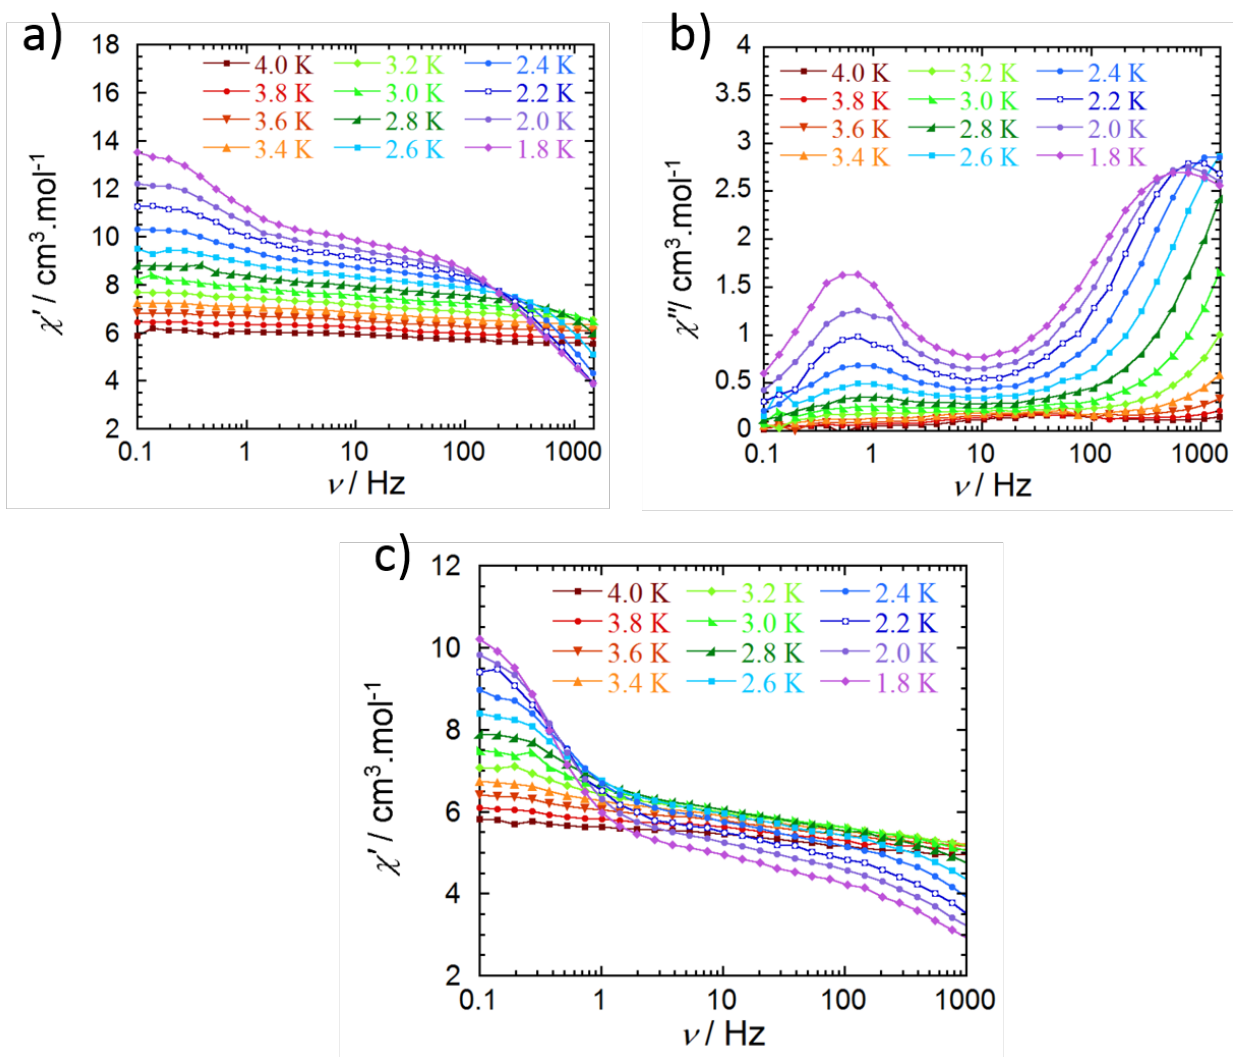 a)
18
16
14
12
10
8
6
4
2
χ′ / cm³.mol⁻¹
4.0 K 3.2 K 2.4 K
3.8 K 3.0 K 2.2 K
3.6 K 2.8 K 2.0 K
3.4 K 2.6 K 1.8 K
0.1 1 10 100 1000
ν / Hz
b)
4
3.5
3
2.5
2
1.5
1
0.5
0
χ″/ cm³.mol⁻¹
4.0 K 3.2 K 2.4 K
3.8 K 3.0 K 2.2 K
3.6 K 2.8 K 2.0 K
3.4 K 2.6 K 1.8 K
0.1 1 10 100 1000
ν / Hz
c)
12
10
8
6
4
2
χ′ / cm³.mol⁻¹
4.0 K 3.2 K 2.4 K
3.8 K 3.0 K 2.2 K
3.6 K 2.8 K 2.0 K
3.4 K 2.6 K 1.8 K
0.1 1 10 100 1000
ν / Hz